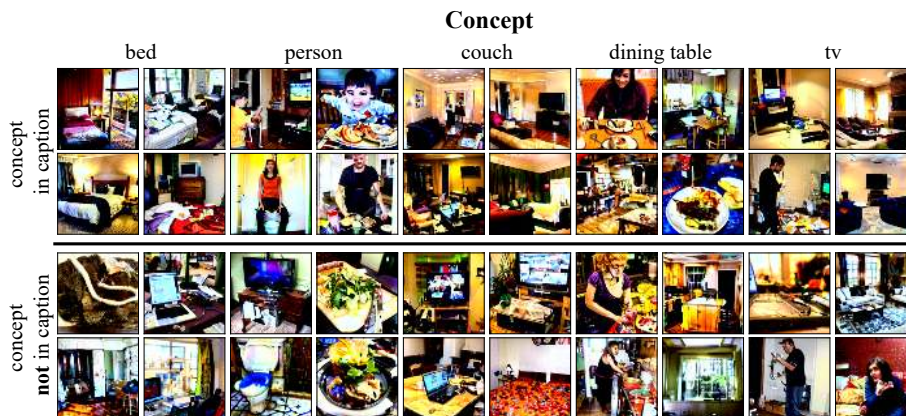 Concept
bed person couch dining table tv
concept
in caption
concept
not in caption